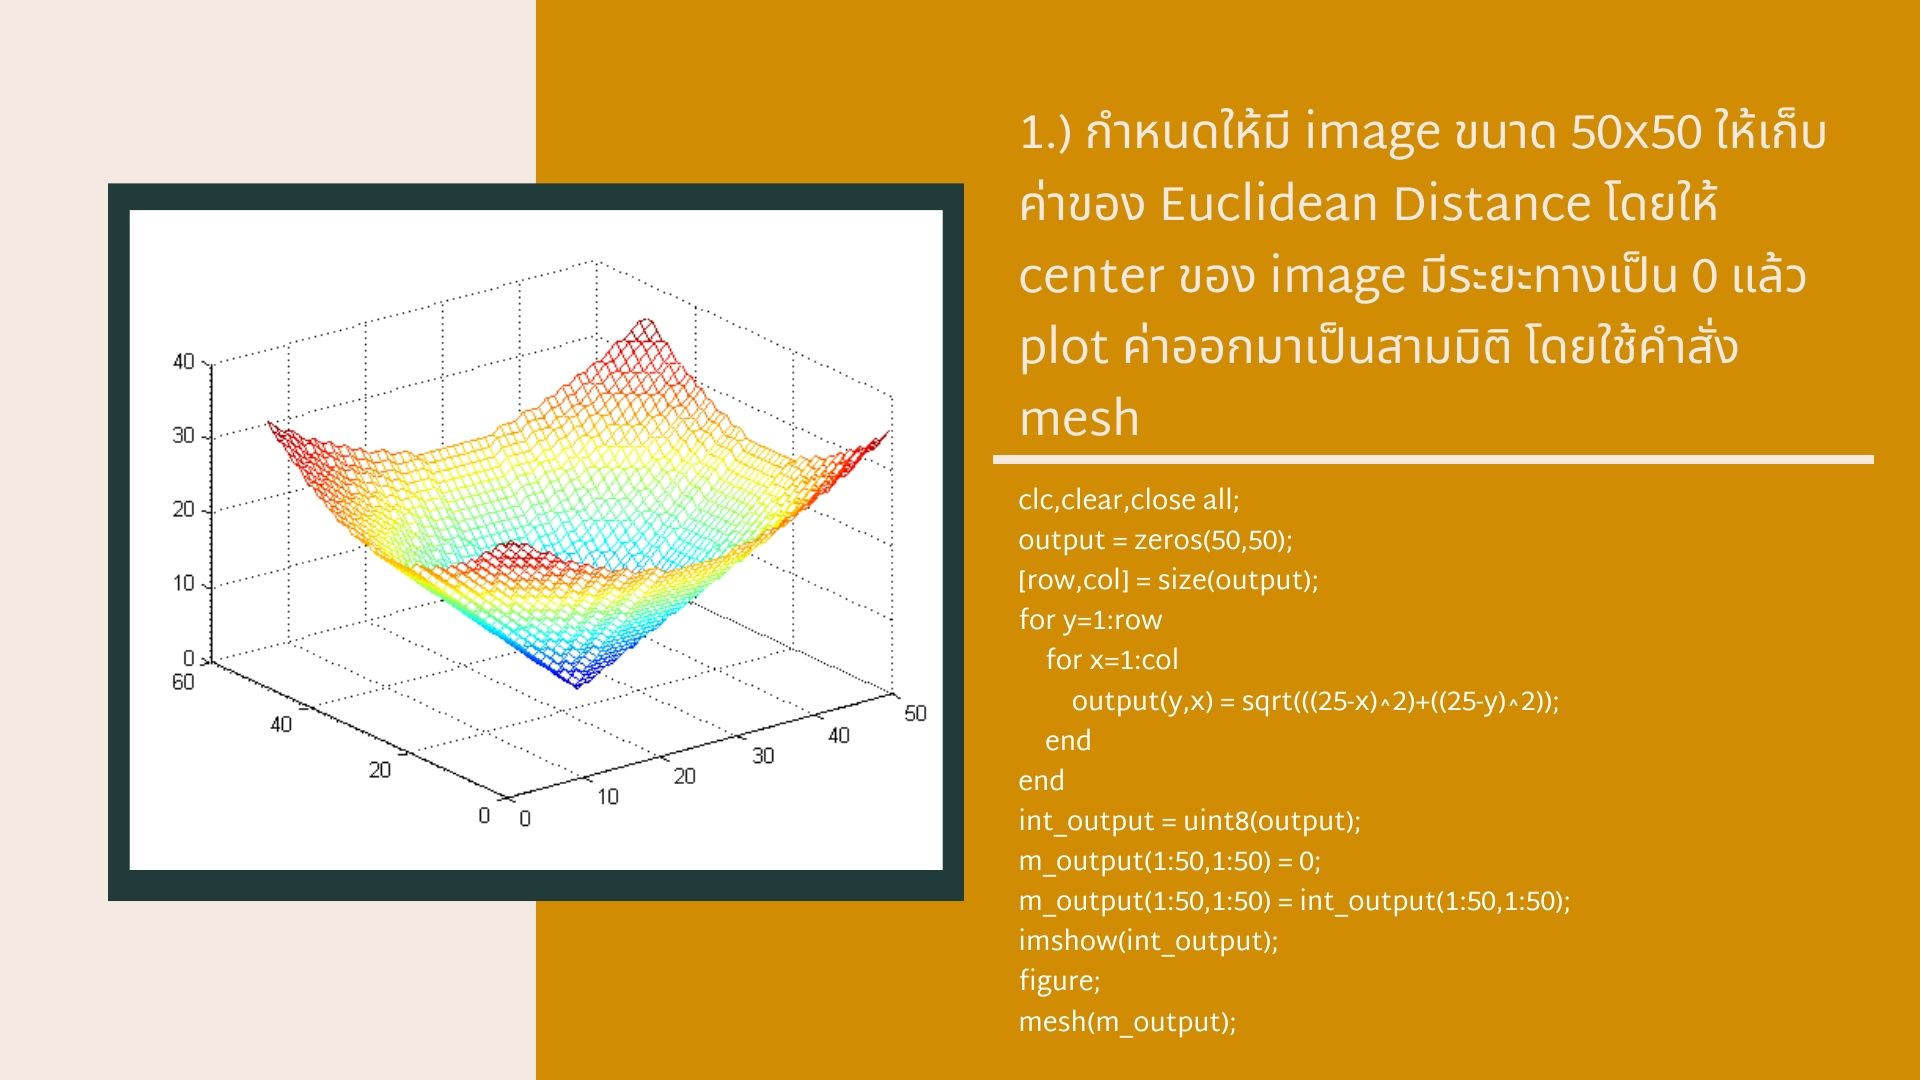 1.) กำหนดให้มี image ขนาด 50x50 ให้เก็บ
ค่าของ Euclidean Distance โดยให้
center ของ image มีระยะทางเป็น 0 แล้ว
plot ค่าออกมาเป็นสามมิติ โดยใช้คำสั่ง
mesh
clc,clear,close all;
output = zeros(50,50);
[row,col] = size(output);
for y=1:row
for x=1:col
output(y,x) = sqrt(((25-x)^2)+((25-y)^2));
end
end
int_output = uint8(output);
m_output(1:50,1:50) = 0;
m_output(1:50,1:50) = int_output(1:50,1:50);
imshow(int_output);
figure;
mesh(m_output);
40
30
20
10
0
60
40
20
0
0
10
20
30
40
50